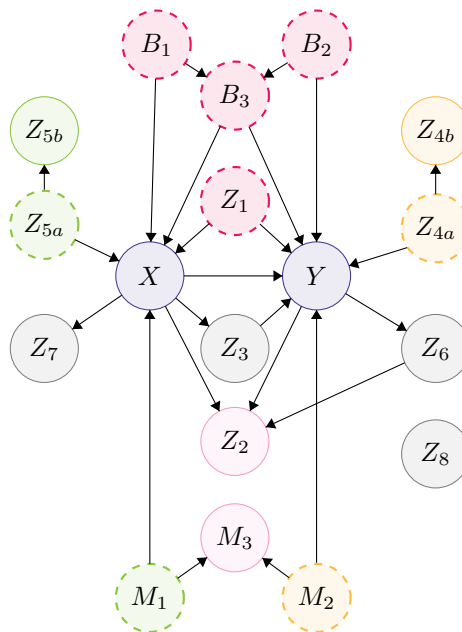 B₁ B₂
B₃
Z₅b Z₄b
Z₁
Z₅a Z₄a
X Y
Z₇ Z₃ Z₆
Z₂
Z₈
M₃
M₁ M₂